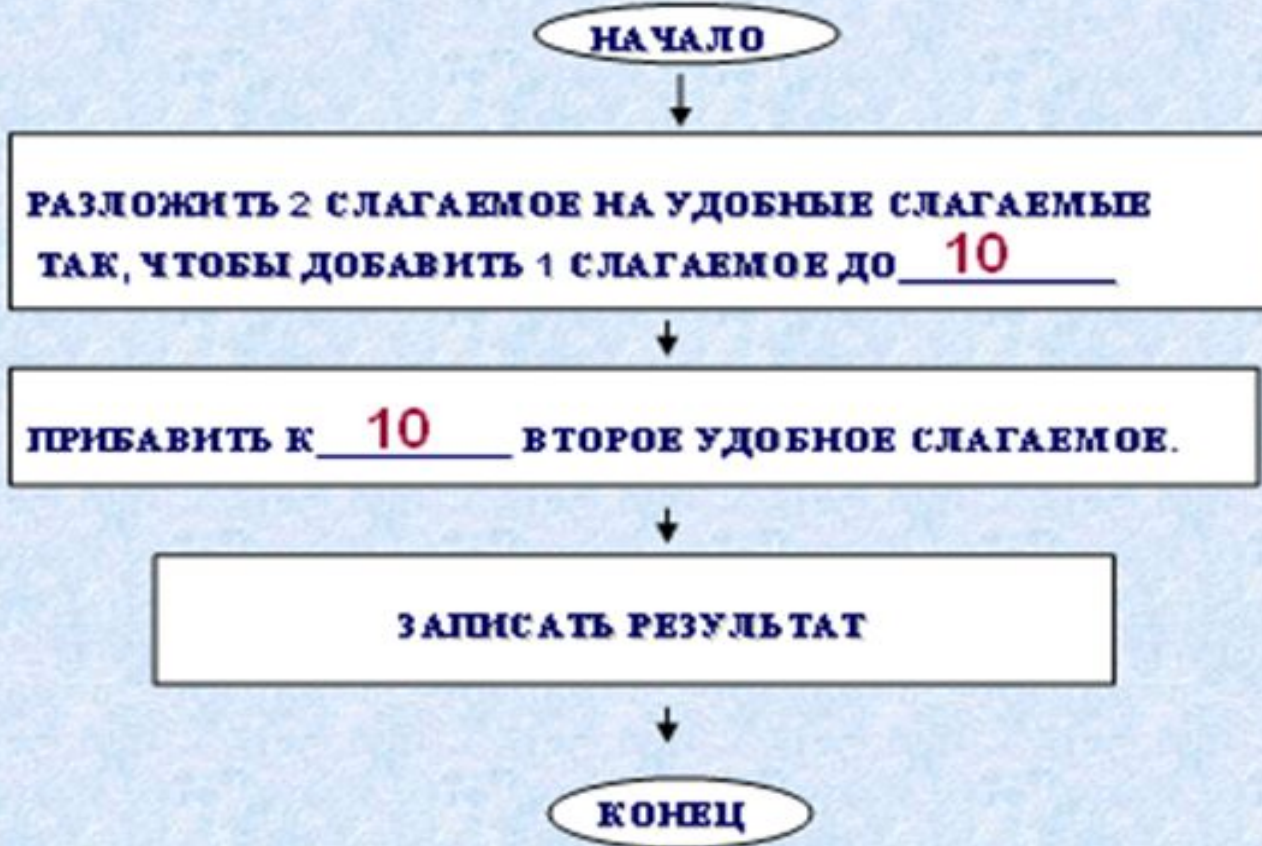 НАЧАЛО
РАЗЛОЖИТЬ 2 СЛАГАЕМОЕ НА УДОБНЫЕ СЛАГАЕМЫЕ
ТАК, ЧТОБЫ ДОБАВИТЬ 1 СЛАГАЕМОЕ ДО 10
ПРИБАВИТЬ К 10 ВТОРОЕ УДОБНОЕ СЛАГАЕМОЕ.
ЗАПИСАТЬ РЕЗУЛЬТАТ
КОНЕЦ